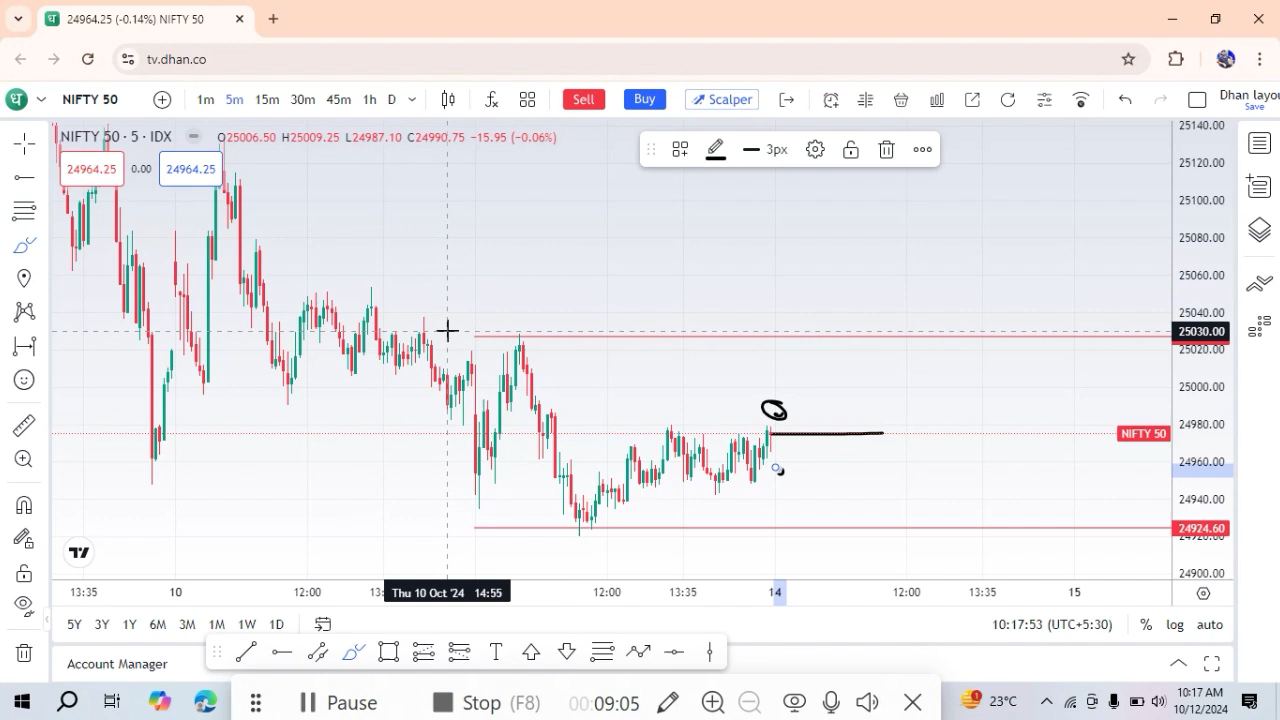 ध 24964.25 (-0.14%) NIFTY 50
tv.dhan.co
ध NIFTY 50 1m 5m 15m 30m 45m 1h D Sell Buy Scalper Dhan layou
Save
NIFTY 50 · 5 · IDX O25006.50 H25009.25 L24987.10 C24990.75 -15.95 (-0.06%)
24964.25 0.00 24964.25
3px
25140.00
25120.00
25100.00
25080.00
25060.00
25040.00
25030.00
25020.00
25000.00
24980.00
NIFTY 50
24960.00
24940.00
24924.60
24900.00
13:35 10 12:00 13: Thu 10 Oct '24 14:55 12:00 13:35 14 12:00 13:35 15
5Y 3Y 1Y 6M 3M 1M 1W 1D 10:17:53 (UTC+5:30) % log auto
Account Manager
Pause Stop (F8) 00:09:05
23°C 10:17 AM
10/12/2024